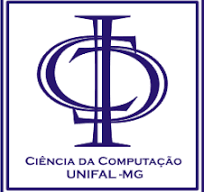 CIÊNCIA DA COMPUTAÇÃO
UNIFAL-MG